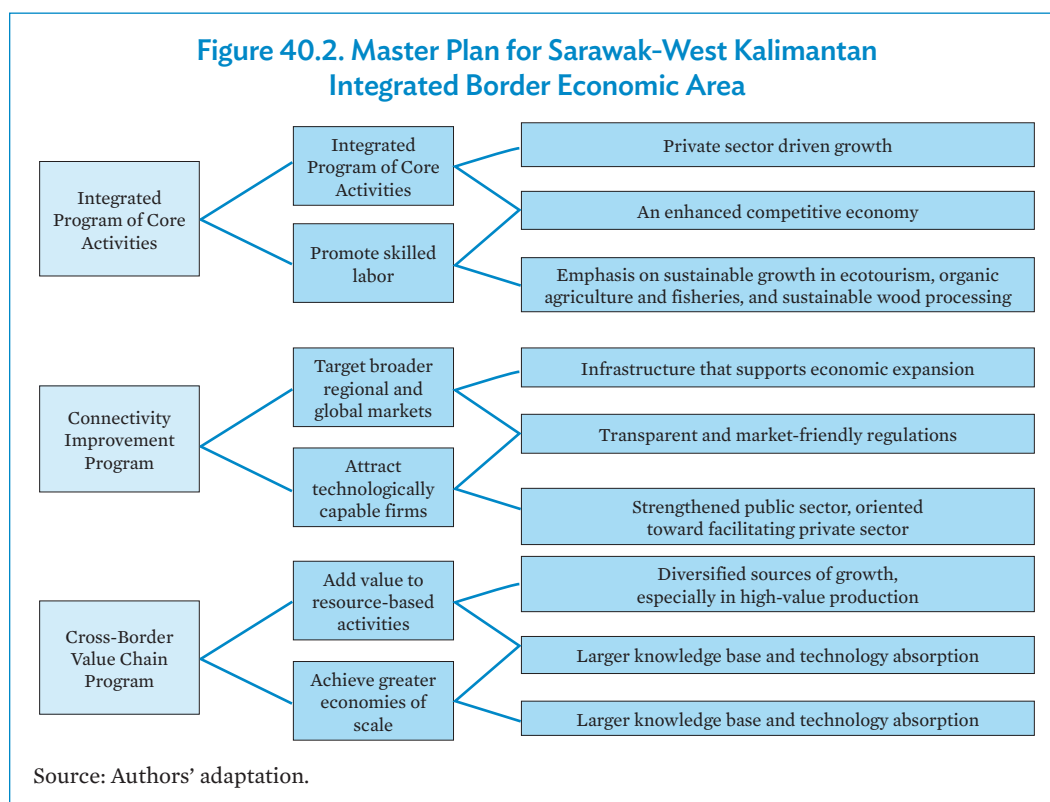 Figure 40.2. Master Plan for Sarawak-West Kalimantan
Integrated Border Economic Area
Integrated
Program of Core
Activities
Integrated
Program of Core
Activities
Promote skilled
labor
Private sector driven growth
An enhanced competitive economy
Emphasis on sustainable growth in ecotourism, organic
agriculture and fisheries, and sustainable wood processing
Connectivity
Improvement
Program
Target broader
regional and
global markets
Attract
technologically
capable firms
Infrastructure that supports economic expansion
Transparent and market-friendly regulations
Strengthened public sector, oriented
toward facilitating private sector
Cross-Border
Value Chain
Program
Add value to
resource-based
activities
Achieve greater
economies of
scale
Diversified sources of growth,
especially in high-value production
Larger knowledge base and technology absorption
Larger knowledge base and technology absorption
Source: Authors’ adaptation.